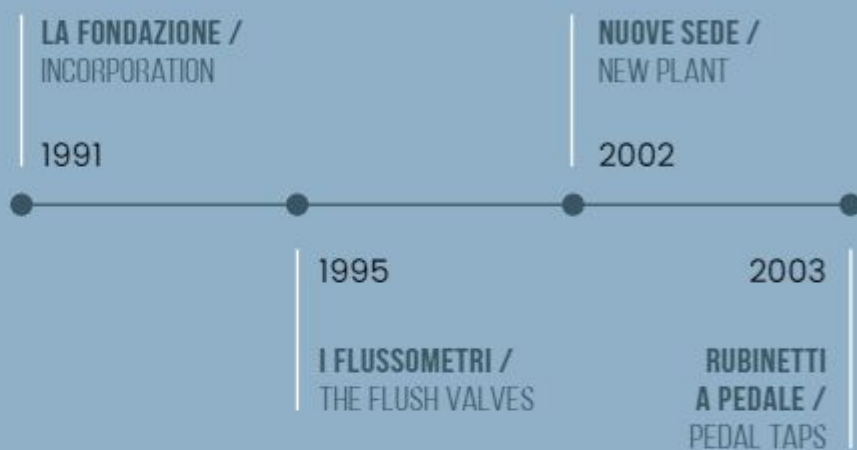 LA FONDAZIONE /
INCORPORATION
1991
NUOVE SEDE /
NEW PLANT
2002
1995
I FLUSSOMETRI /
THE FLUSH VALVES
2003
RUBINETTI
A PEDALE /
PEDAL TAPS